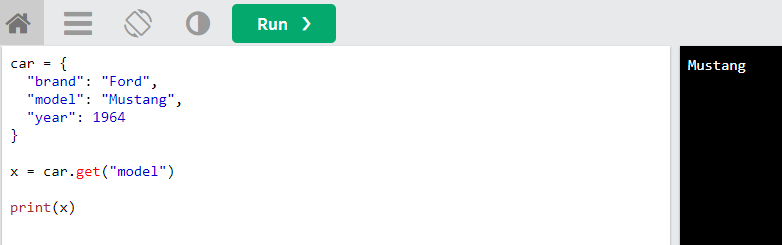 Run ❯
car = {
  "brand": "Ford",
  "model": "Mustang",
  "year": 1964
}
x = car.get("model")
print(x)
Mustang